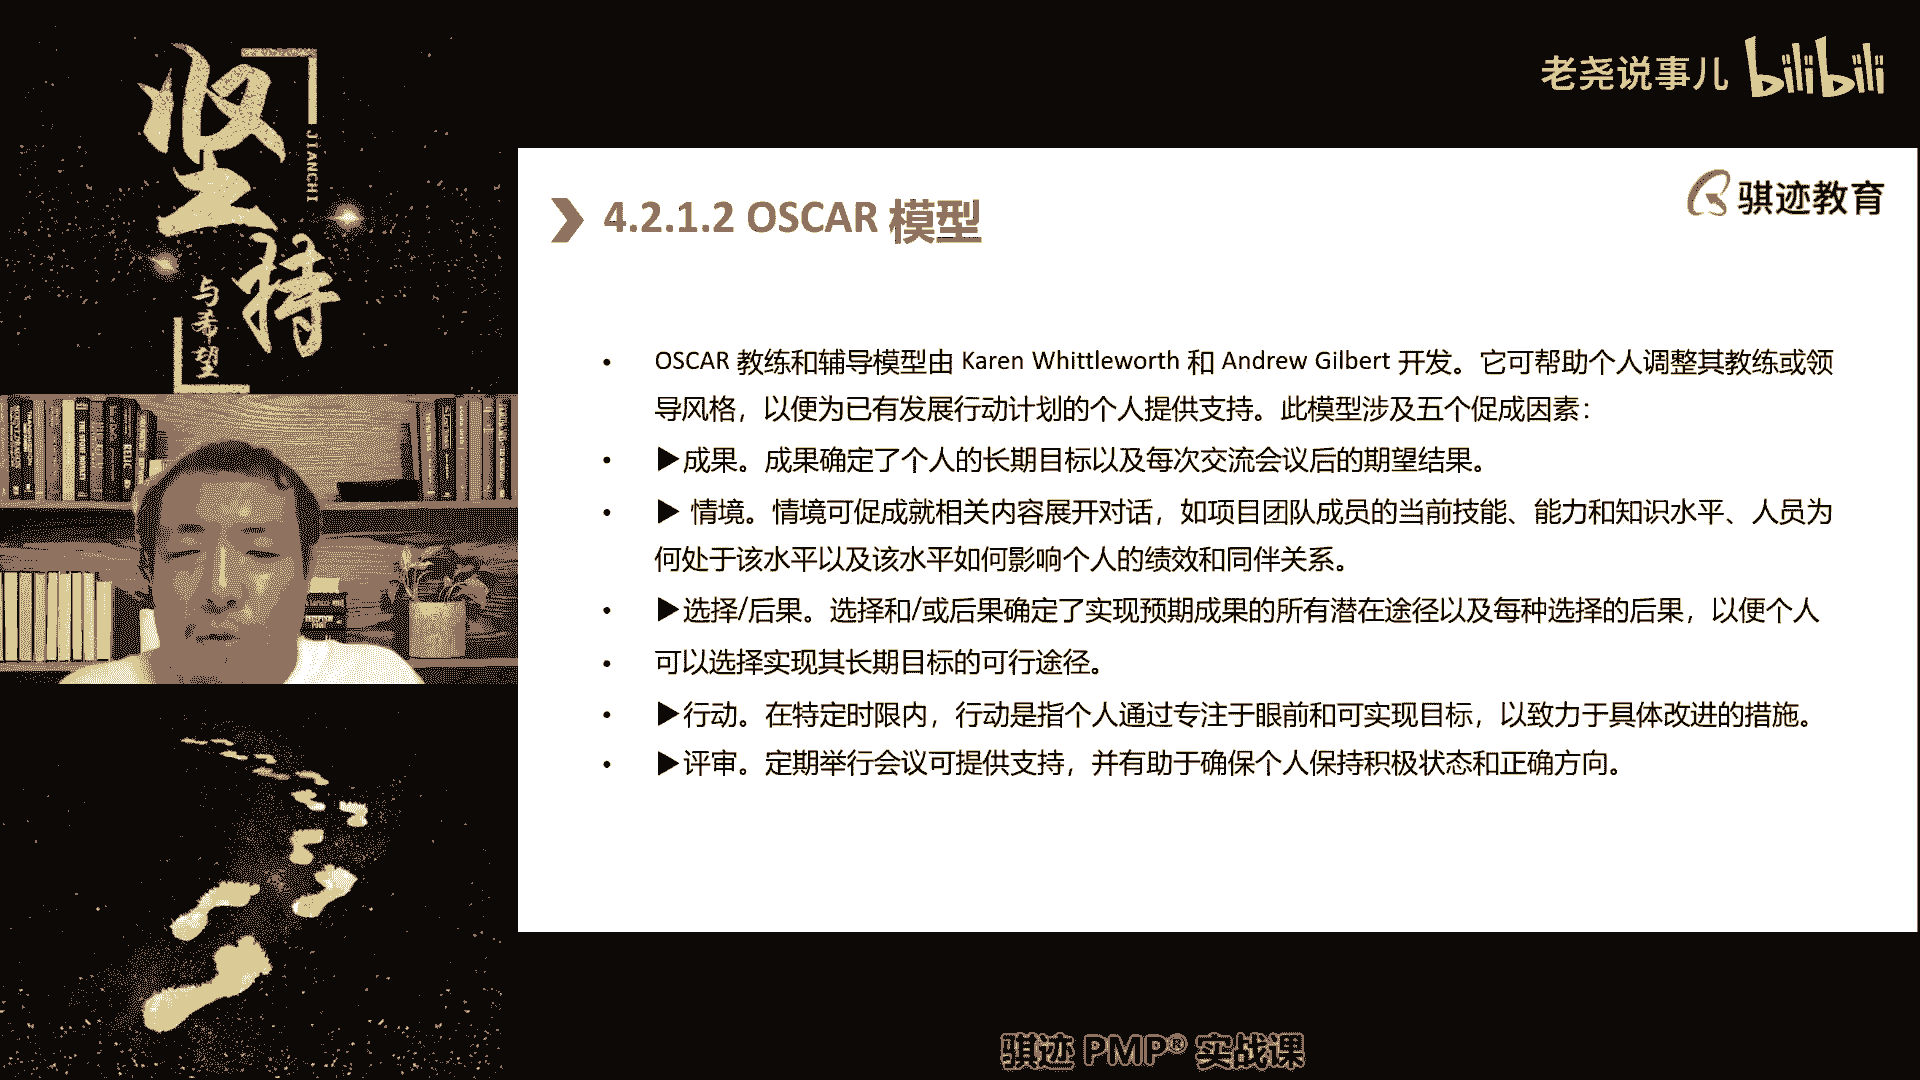 坚持
JIANCHI
与希望
老尧说事儿 bilibili
骐迹教育
4.2.1.2 OSCAR 模型
• OSCAR 教练和辅导模型由 Karen Whittleworth 和 Andrew Gilbert 开发。它可帮助个人调整其教练或领
导风格，以便为已有发展行动计划的个人提供支持。此模型涉及五个促成因素：
• ▶成果。成果确定了个人的长期目标以及每次交流会议后的期望结果。
• ▶ 情境。情境可促成就相关内容展开对话，如项目团队成员的当前技能、能力和知识水平、人员为
何处于该水平以及该水平如何影响个人的绩效和同伴关系。
• ▶选择/后果。选择和/或后果确定了实现预期成果的所有潜在途径以及每种选择的后果，以便个人
• 可以选择实现其长期目标的可行途径。
• ▶行动。在特定时限内，行动是指个人通过专注于眼前和可实现目标，以致力于具体改进的措施。
• ▶评审。定期举行会议可提供支持，并有助于确保个人保持积极状态和正确方向。
骐迹 PMP® 实战课